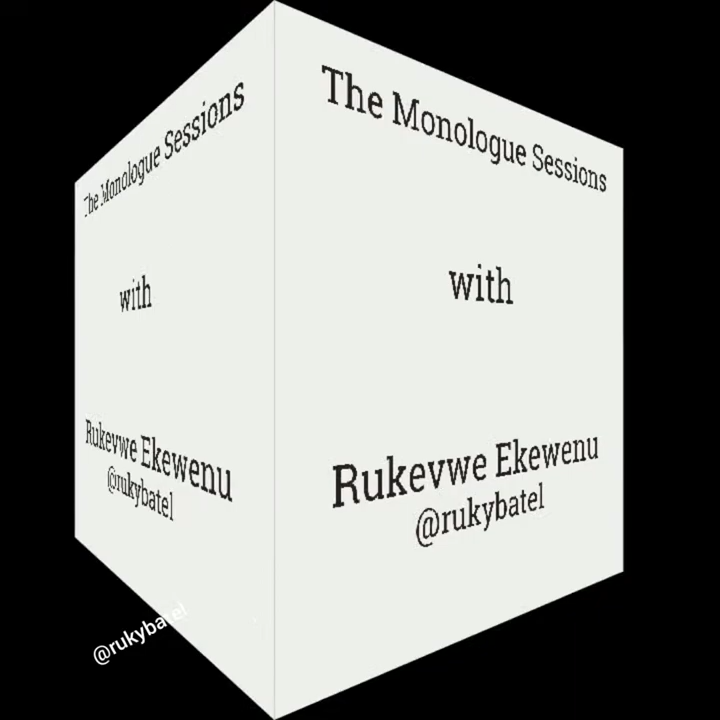 The Monologue Sessions
with
Rukevwe Ekewenu
@rukybatel
The Monologue Sessions
with
Rukevwe Ekewenu
@rukybatel
@rukybatel